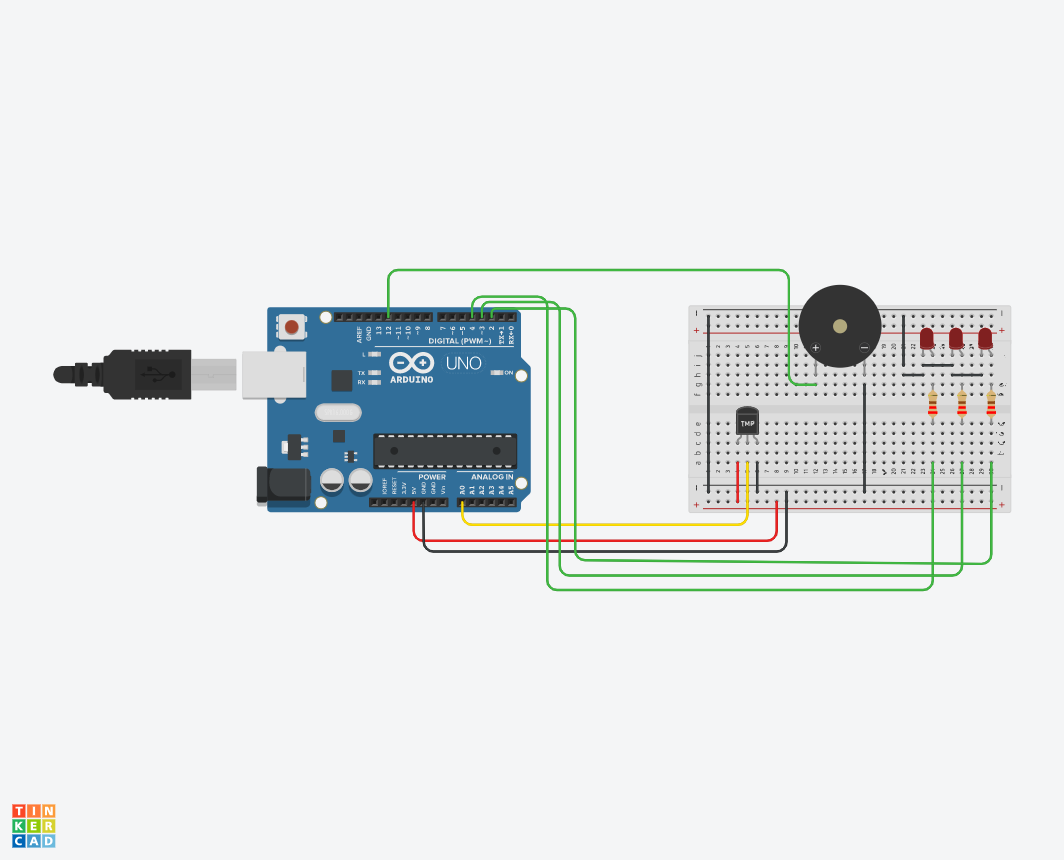 AREF
GND
13
12
~11
~10
~9
8
7
~6
~5
4
~3
2
TX→1
RX←0
DIGITAL (PWM~)
L
TX
RX
ARDUINO
UNO
ON
POWER
ANALOG IN
IOREF
RESET
3.3V
5V
GND
GND
Vin
A0
A1
A2
A3
A4
A5
TMP
a b c d e
f g h i j
TIN
KER
CAD